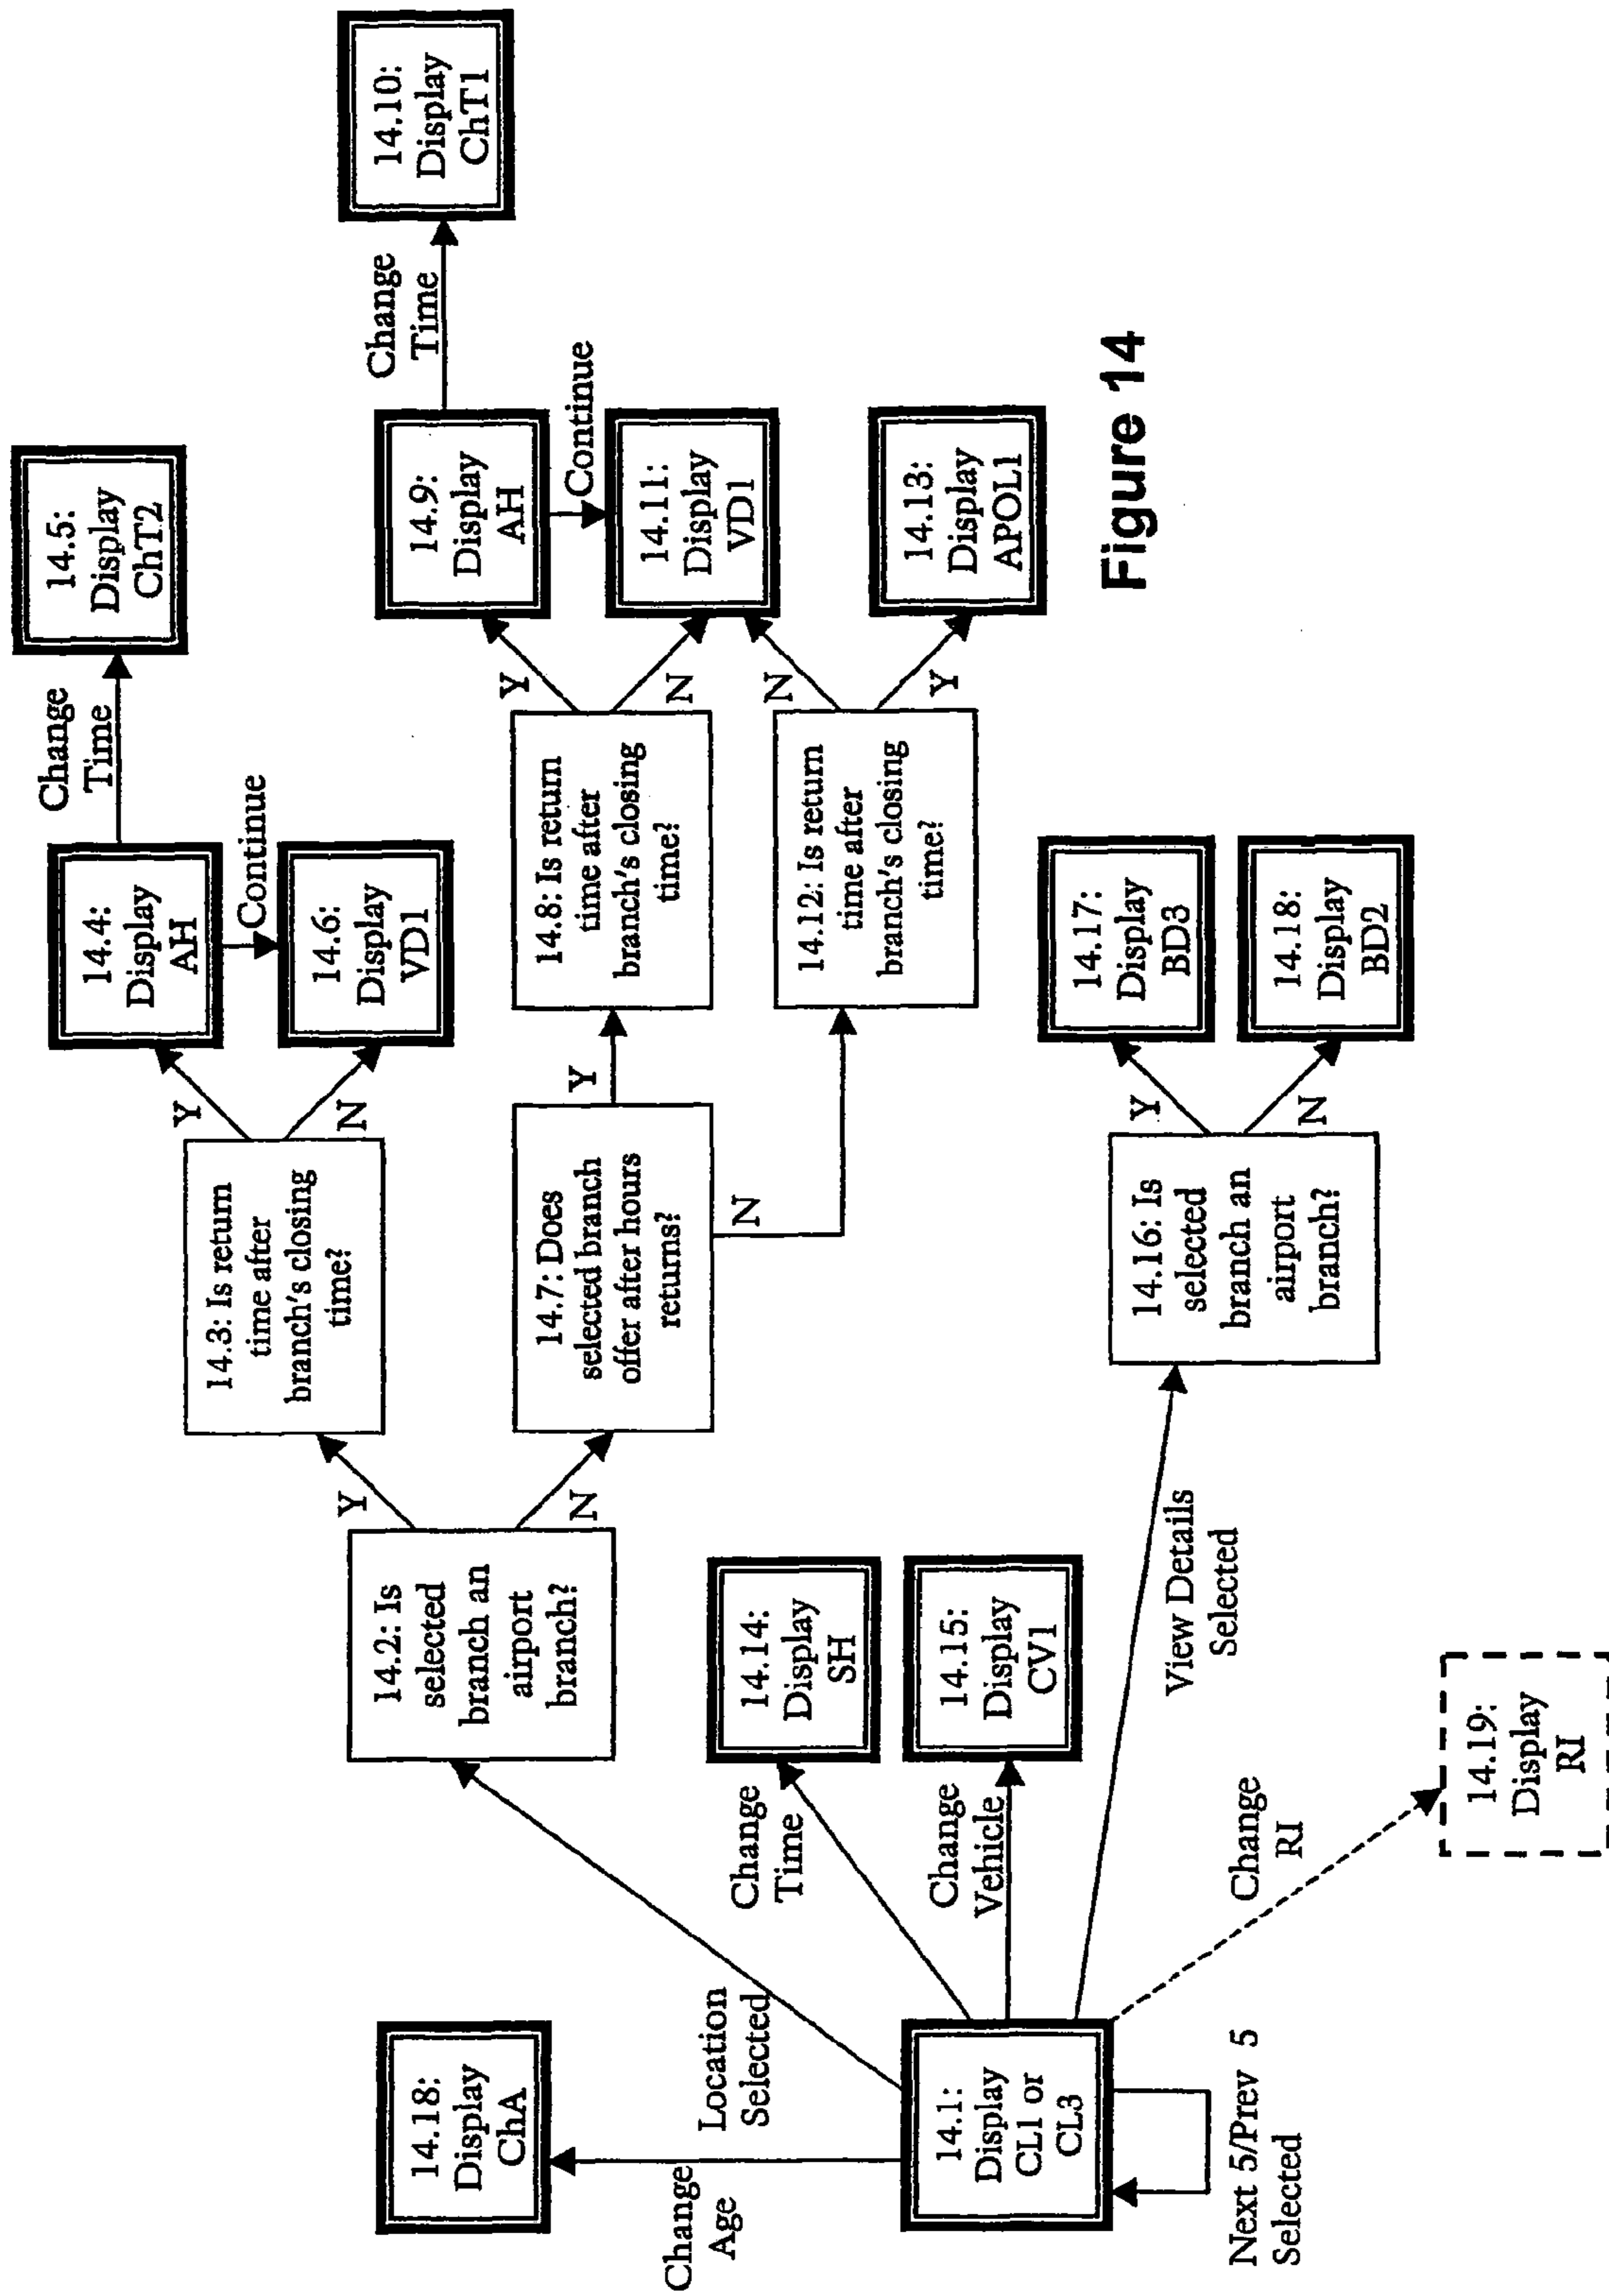 14.18:
Display
ChA
Change
Age
Location
Selected
14.1:
Display
CL1 or
CL3
Next 5/Prev 5
Selected
14.2: Is
selected
branch an
airport
branch?
Y
N
14.3: Is return
time after
branch's closing
time?
Y
N
14.4:
Display
AH
Change
Time
14.5:
Display
ChT2
Continue
14.6:
Display
VD1
14.7: Does
selected branch
offer after hours
returns?
Y
N
14.8: Is return
time after
branch's closing
time?
Y
N
14.9:
Display
AH
Change
Time
14.10:
Display
ChT1
Continue
14.11:
Display
VD1
14.12: Is return
time after
branch's closing
time?
N
Y
14.13:
Display
APOL1
Change
Time
14.14:
Display
SH
Change
Vehicle
14.15:
Display
CV1
View Details
Selected
14.16: Is
selected
branch an
airport
branch?
Y
N
14.17:
Display
BD3
14.18:
Display
BD2
Change
RI
14.19:
Display
RI
Figure 14